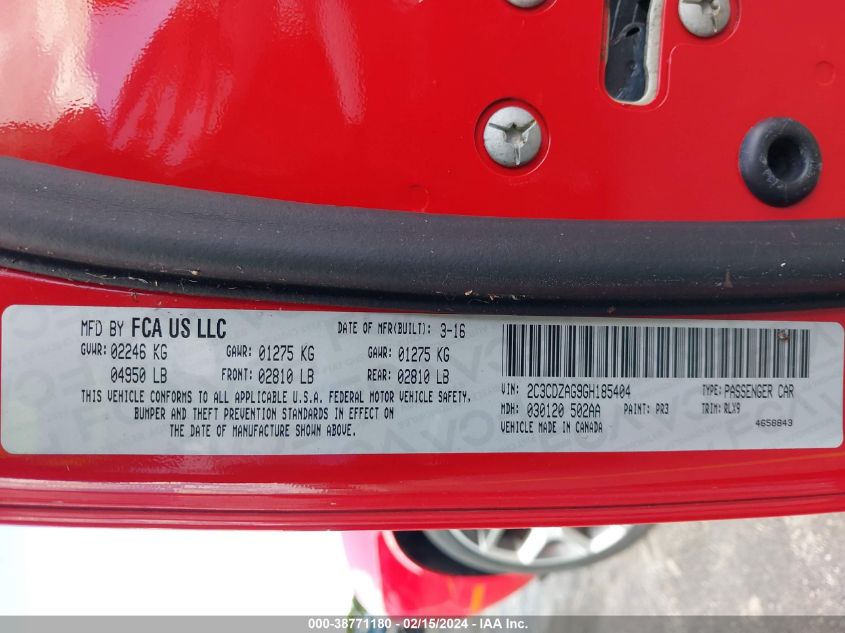 MFD BY FCA US LLC DATE OF MFR(BUILT): 3-16
GVWR: 02246 KG GAWR: 01275 KG GAWR: 01275 KG
04950 LB FRONT: 02810 LB REAR: 02810 LB
THIS VEHICLE CONFORMS TO ALL APPLICABLE U.S.A. FEDERAL MOTOR VEHICLE SAFETY,
BUMPER AND THEFT PREVENTION STANDARDS IN EFFECT ON
THE DATE OF MANUFACTURE SHOWN ABOVE.
VIN: 2C3CDZAG9GH185404 TYPE: PASSENGER CAR
MDH: 030120 502AA PAINT: PR3 TRIM: RLX9
VEHICLE MADE IN CANADA 4658843
000-38771180 - 02/15/2024 - IAA Inc.